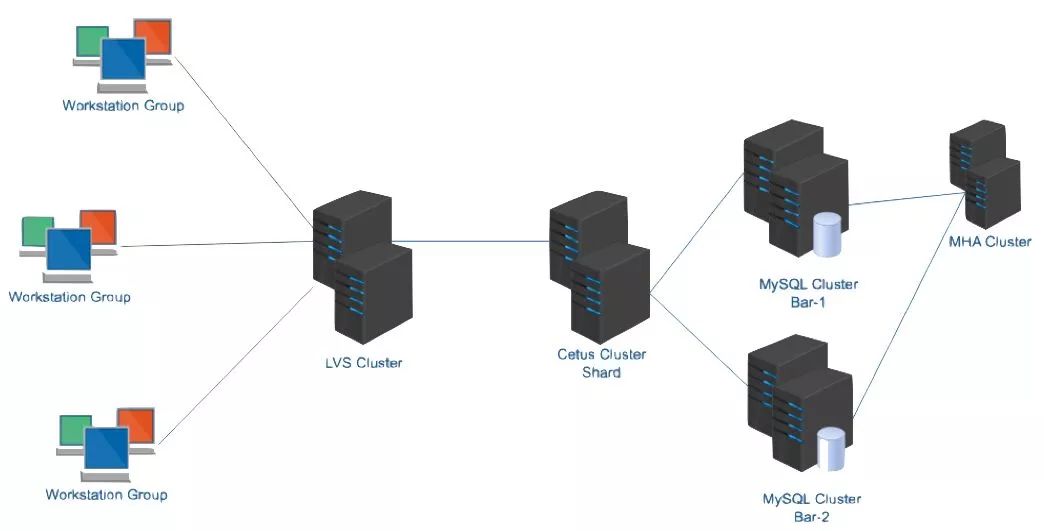 Workstation Group
Workstation Group
Workstation Group
LVS Cluster
Cetus Cluster
Shard
MySQL Cluster
Bar-1
MySQL Cluster
Bar-2
MHA Cluster